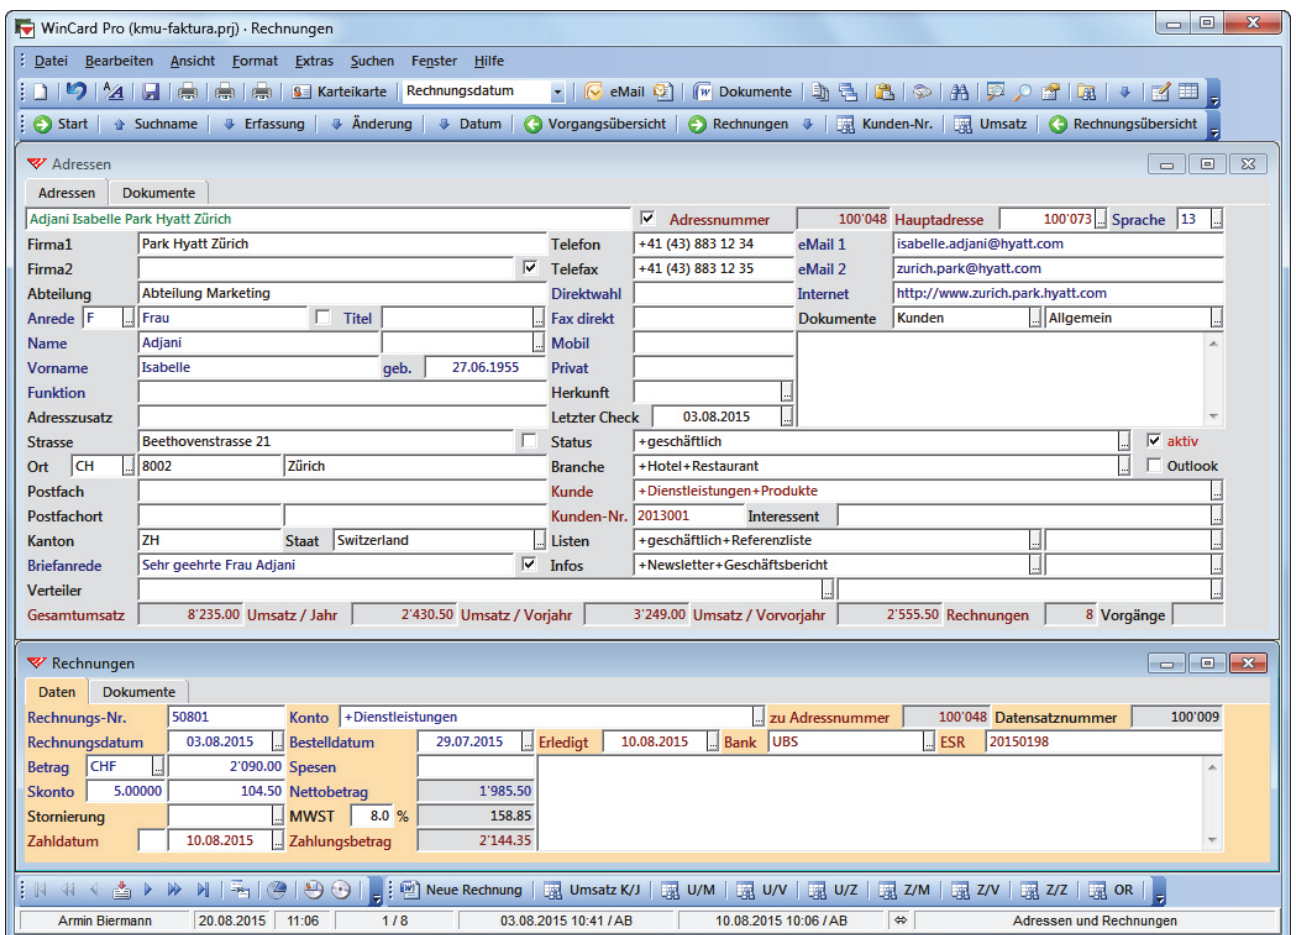 WinCard Pro (kmu-faktura.prj) · Rechnungen
Datei Bearbeiten Ansicht Format Extras Suchen Fenster Hilfe
Karteikarte Rechnungsdatum eMail Dokumente
Start Suchname Erfassung Änderung Datum Vorgangsübersicht Rechnungen Kunden-Nr. Umsatz Rechnungsübersicht
Adressen
Adressen Dokumente
Adjani Isabelle Park Hyatt Zürich Adressnummer 100'048 Hauptadresse 100'073 Sprache 13
Firma1 Park Hyatt Zürich Telefon +41 (43) 883 12 34 eMail 1 isabelle.adjani@hyatt.com
Firma2 Telefax +41 (43) 883 12 35 eMail 2 zurich.park@hyatt.com
Abteilung Abteilung Marketing Direktwahl Internet http://www.zurich.park.hyatt.com
Anrede F Frau Titel Fax direkt Dokumente Kunden Allgemein
Name Adjani Mobil
Vorname Isabelle geb. 27.06.1955 Privat
Funktion Herkunft
Adresszusatz Letzter Check 03.08.2015
Strasse Beethovenstrasse 21 Status +geschäftlich aktiv
Ort CH 8002 Zürich Branche +Hotel+Restaurant Outlook
Postfach Kunde +Dienstleistungen+Produkte
Postfachort Kunden-Nr. 2013001 Interessent
Kanton ZH Staat Switzerland Listen +geschäftlich+Referenzliste
Briefanrede Sehr geehrte Frau Adjani Infos +Newsletter+Geschäftsbericht
Verteiler
Gesamtumsatz 8'235.00 Umsatz / Jahr 2'430.50 Umsatz / Vorjahr 3'249.00 Umsatz / Vorvorjahr 2'555.50 Rechnungen 8 Vorgänge
Rechnungen
Daten Dokumente
Rechnungs-Nr. 50801 Konto +Dienstleistungen zu Adressnummer 100'048 Datensatznummer 100'009
Rechnungsdatum 03.08.2015 Bestelldatum 29.07.2015 Erledigt 10.08.2015 Bank UBS ESR 20150198
Betrag CHF 2'090.00 Spesen
Skonto 5.00000 104.50 Nettobetrag 1'985.50
Stornierung MWST 8.0 % 158.85
Zahldatum 10.08.2015 Zahlungsbetrag 2'144.35
Neue Rechnung Umsatz K/J U/M U/V U/Z Z/M Z/V Z/Z OR
Armin Biermann 20.08.2015 11:06 1 / 8 03.08.2015 10:41 / AB 10.08.2015 10:06 / AB Adressen und Rechnungen